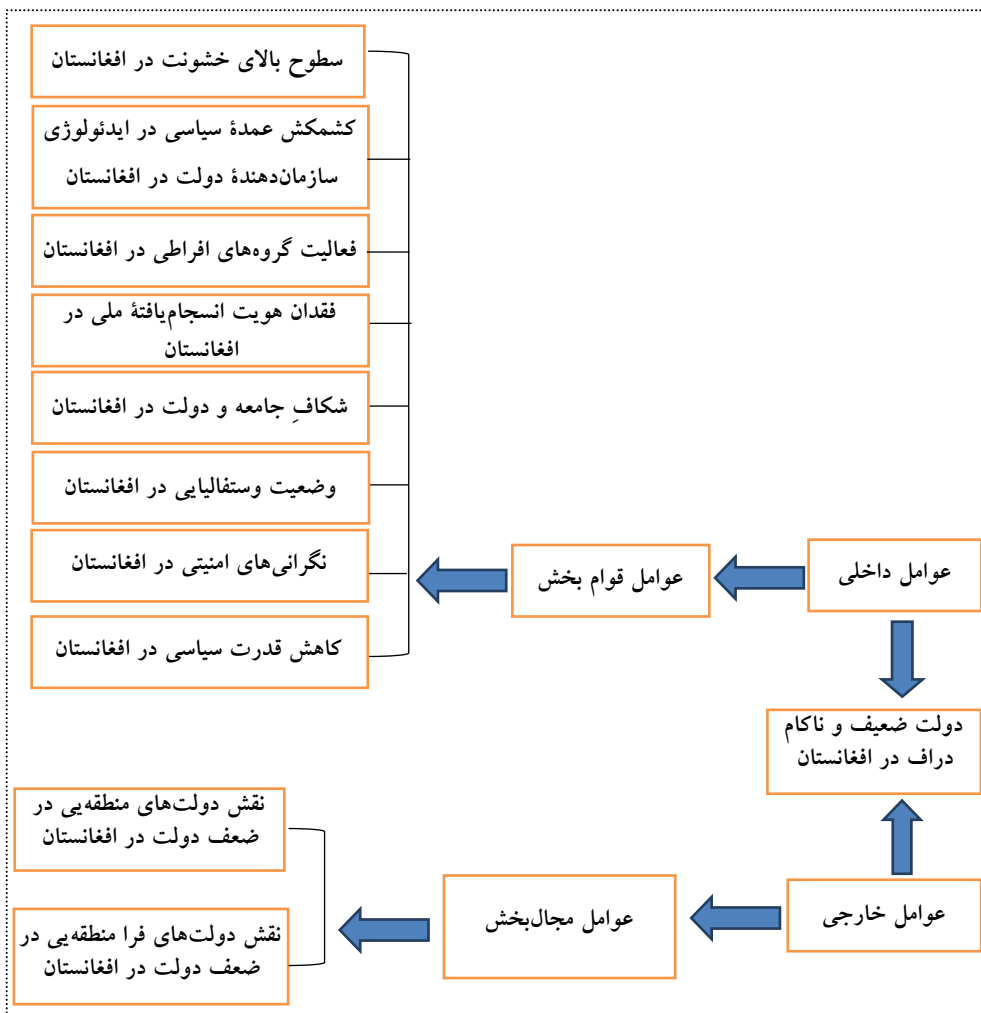 سطوح بالای خشونت در افغانستان
کشمکش عمدۀ سیاسی در ایدئولوژی
سازمان‌دهندۀ دولت در افغانستان
فعالیت گروه‌های افراطی در افغانستان
فقدان هویت انسجام‌یافتۀ ملی در
افغانستان
شکافِ جامعه و دولت در افغانستان
وضعیت وستفالیایی در افغانستان
نگرانی‌های امنیتی در افغانستان
کاهش قدرت سیاسی در افغانستان
عوامل قوام بخش
عوامل داخلی
دولت ضعیف و ناکام
دراف در افغانستان
عوامل خارجی
عوامل مجال‌بخش
نقش دولت‌های منطقه‌یی در
ضعف دولت در افغانستان
نقش دولت‌های فرا منطقه‌یی در
ضعف دولت در افغانستان